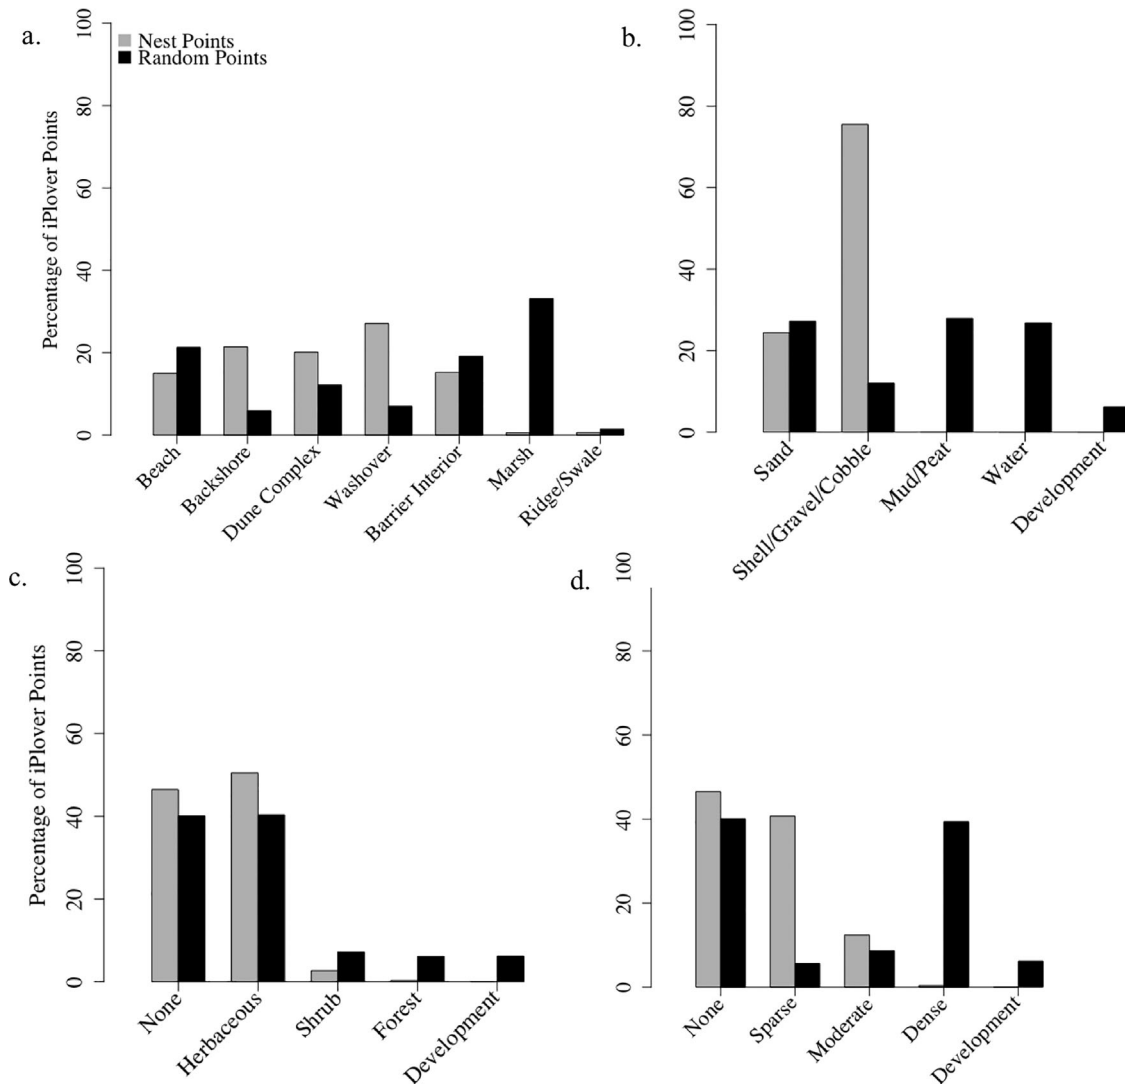 a.
Nest Points
Random Points
Percentage of iPlover Points
0
20
40
60
80
100
Beach
Backshore
Dune Complex
Washover
Barrier Interior
Marsh
Ridge/Swale
b.
0
20
40
60
80
100
Sand
Shell/Gravel/Cobble
Mud/Peat
Water
Development
c.
Percentage of iPlover Points
0
20
40
60
80
100
None
Herbaceous
Shrub
Forest
Development
d.
0
20
40
60
80
100
None
Sparse
Moderate
Dense
Development